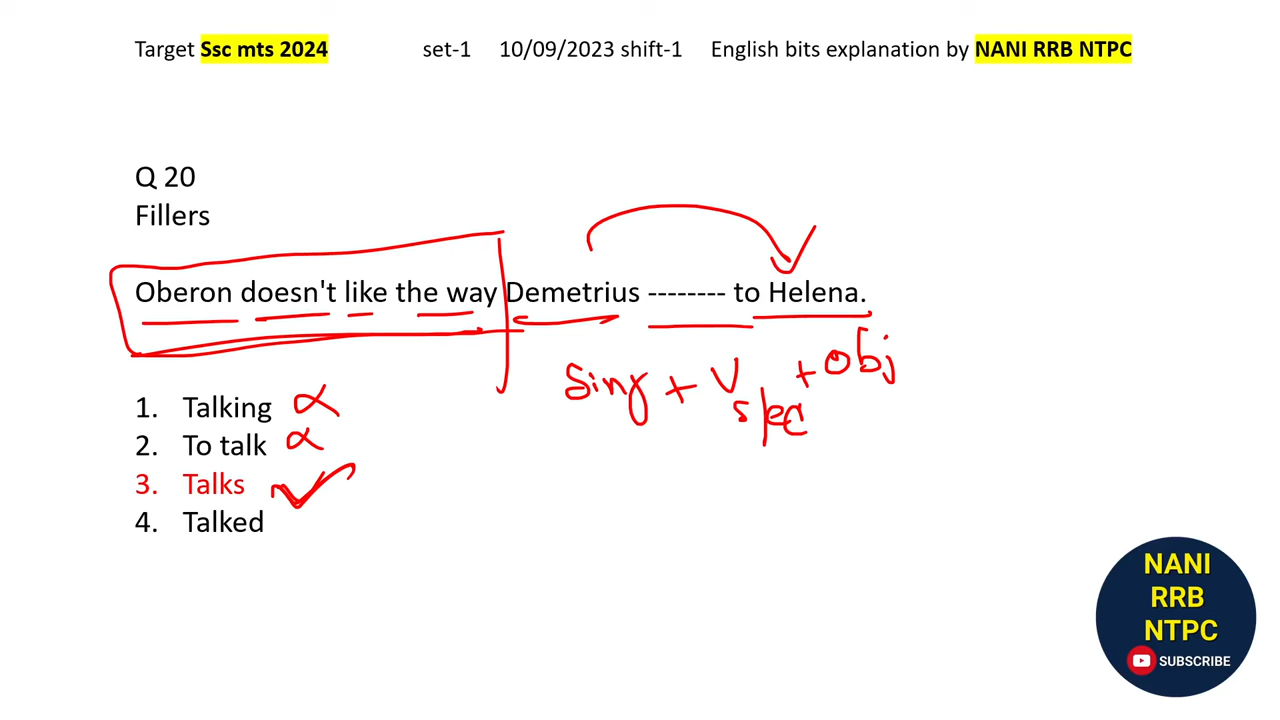 Target Ssc mts 2024 set-1 10/09/2023 shift-1 English bits explanation by NANI RRB NTPC
Q 20
Fillers
Oberon doesn't like the way Demetrius -------- to Helena.
Sing + V + obj
s/es
1. Talking
2. To talk
3. Talks
4. Talked
NANI
RRB
NTPC
SUBSCRIBE